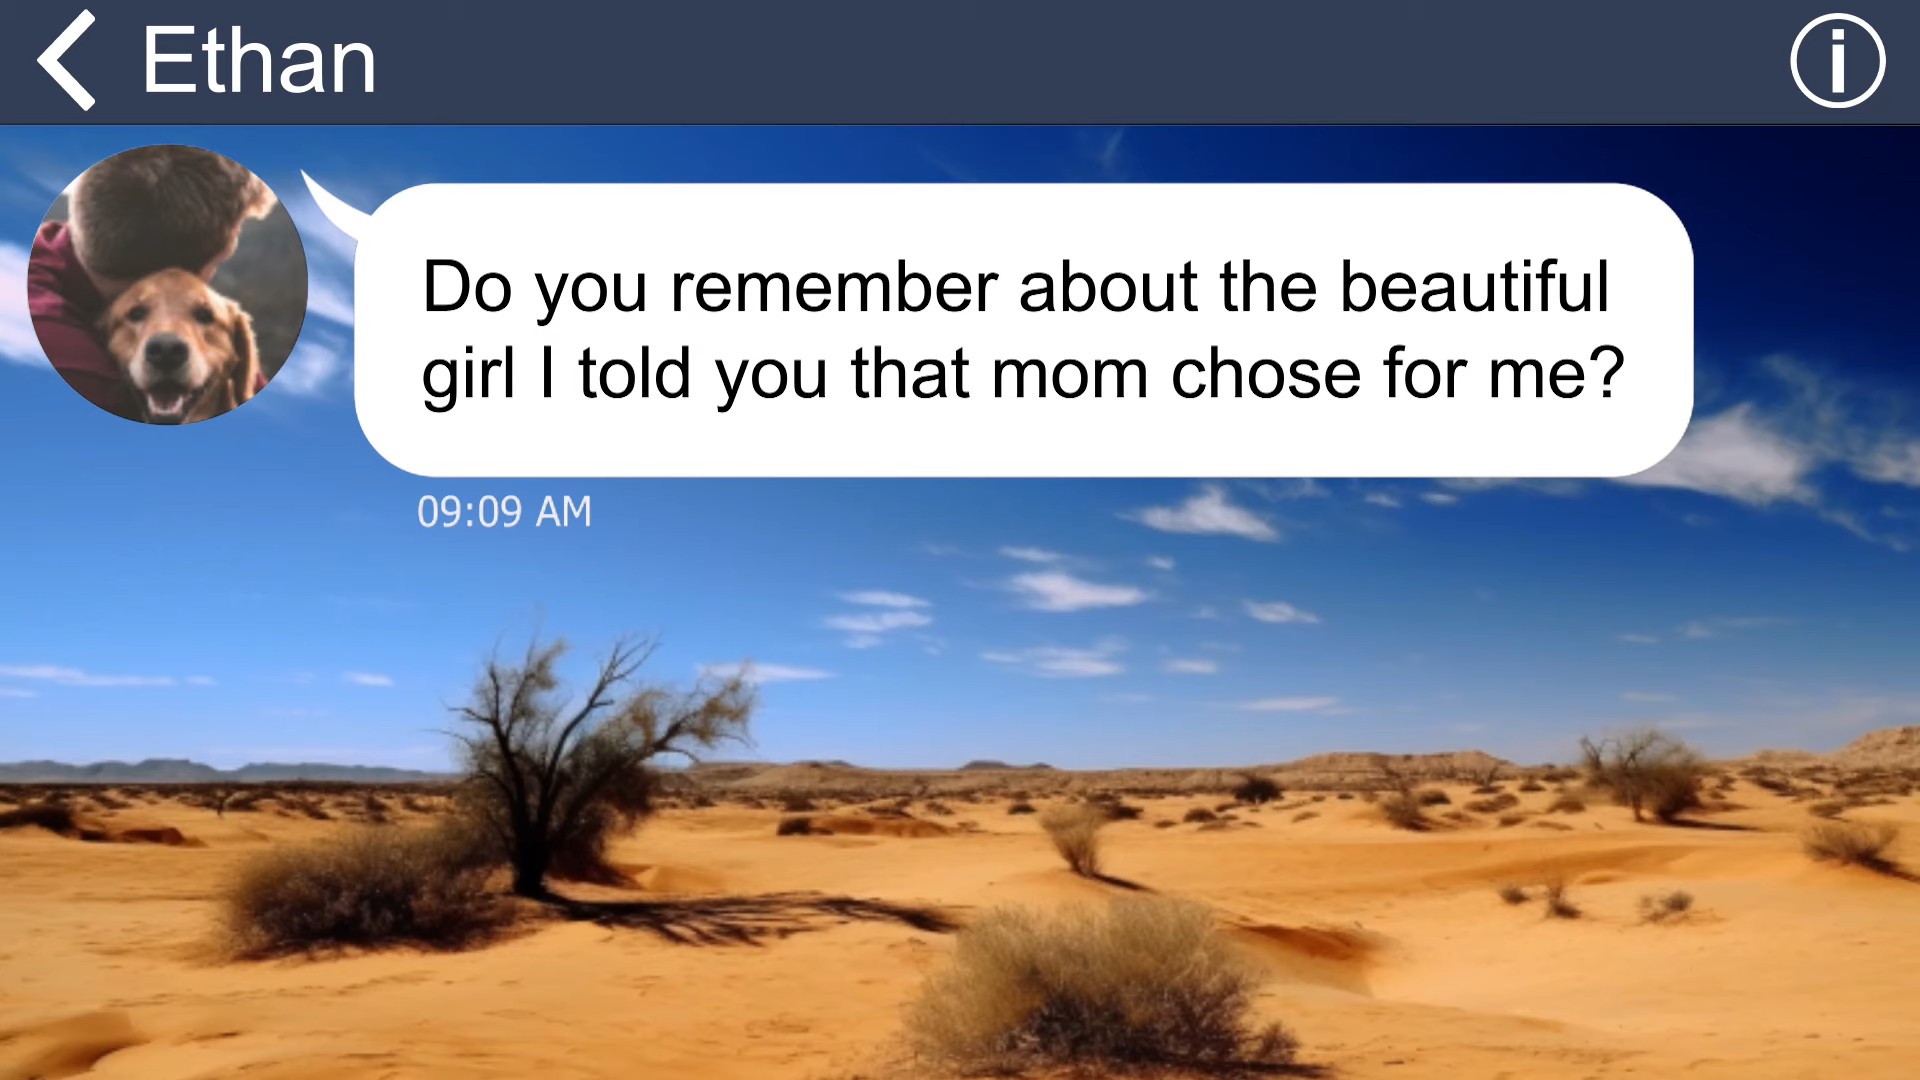 Ethan
Do you remember about the beautiful
girl I told you that mom chose for me?
09:09 AM